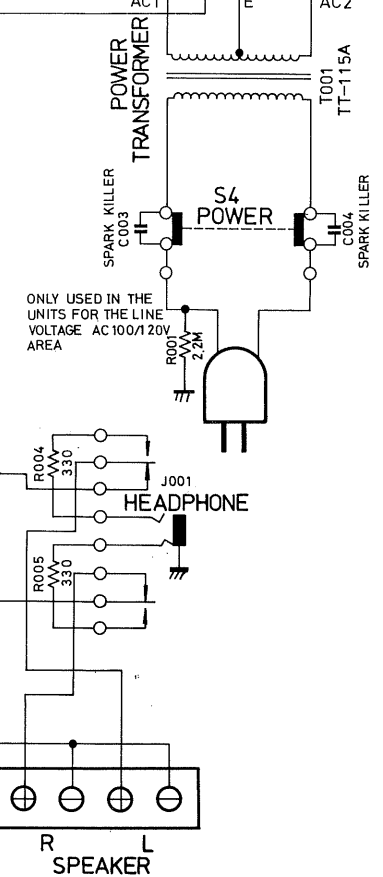 AC1
E
AC2
POWER
TRANSFORMER
T001
TT-115A
SPARK KILLER
C003
S4
POWER
C004
SPARK KILLER
ONLY USED IN THE
UNITS FOR THE LINE
VOLTAGE AC100/120V
AREA
R001
2.2M
R004
330
J001
HEADPHONE
R005
330
R
L
SPEAKER